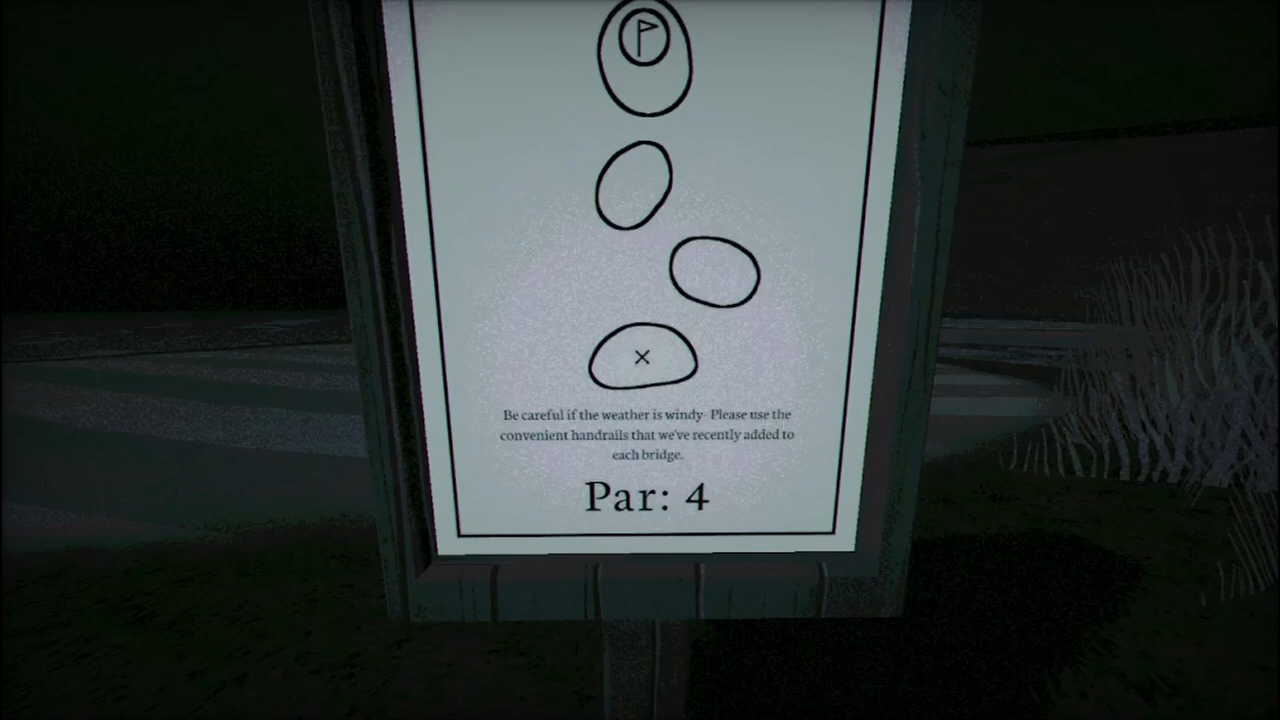 Be careful if the weather is windy- Please use the
convenient handrails that we've recently added to
each bridge.
Par: 4